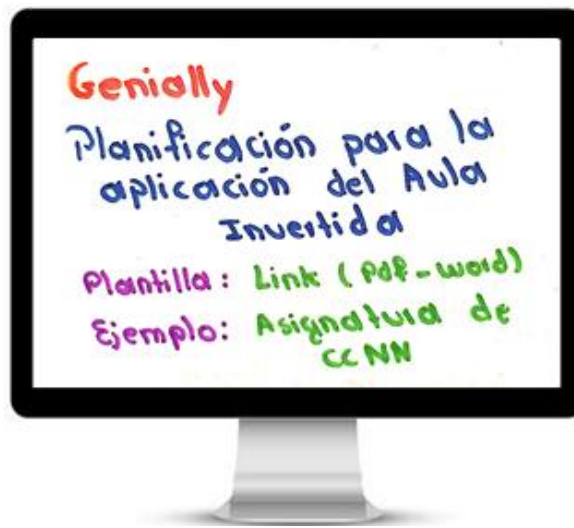 Genially
Planificación para la
aplicación del Aula
Invertida
Plantilla: Link (Pdf-word)
Ejemplo: Asignatura de
CCNN